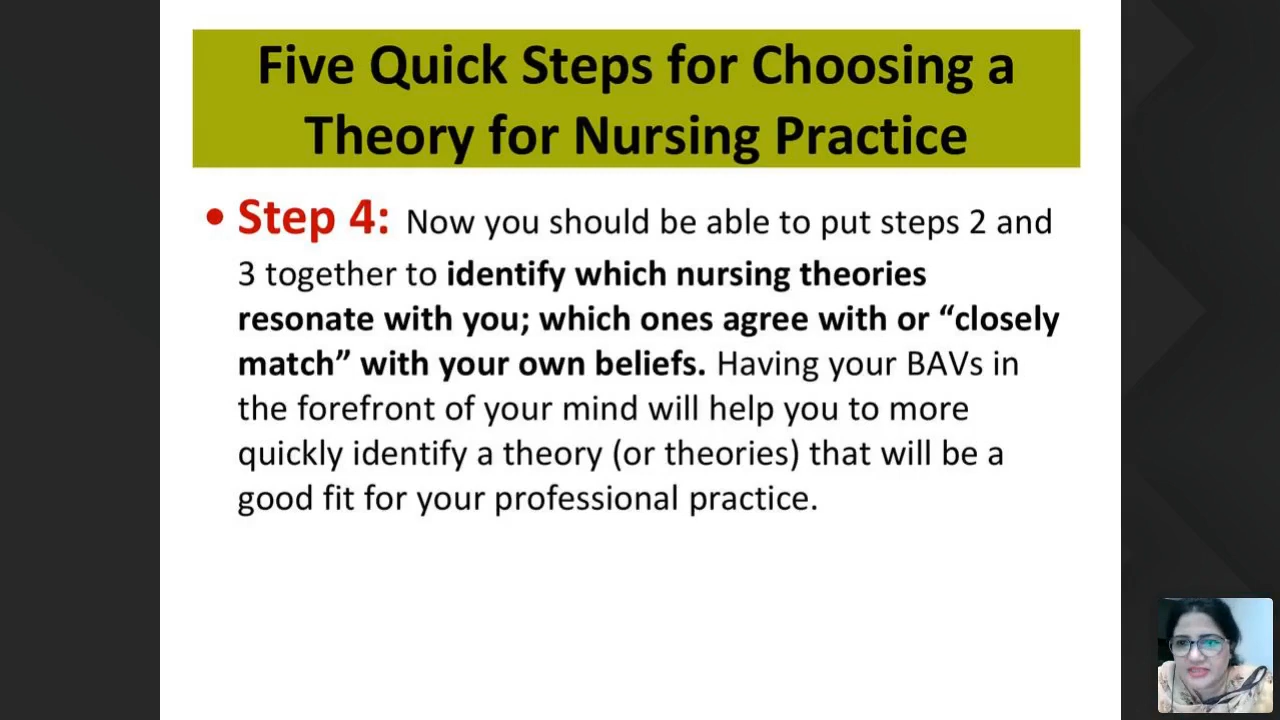 Five Quick Steps for Choosing a
Theory for Nursing Practice
• Step 4: Now you should be able to put steps 2 and
3 together to identify which nursing theories
resonate with you; which ones agree with or “closely
match” with your own beliefs. Having your BAVs in
the forefront of your mind will help you to more
quickly identify a theory (or theories) that will be a
good fit for your professional practice.